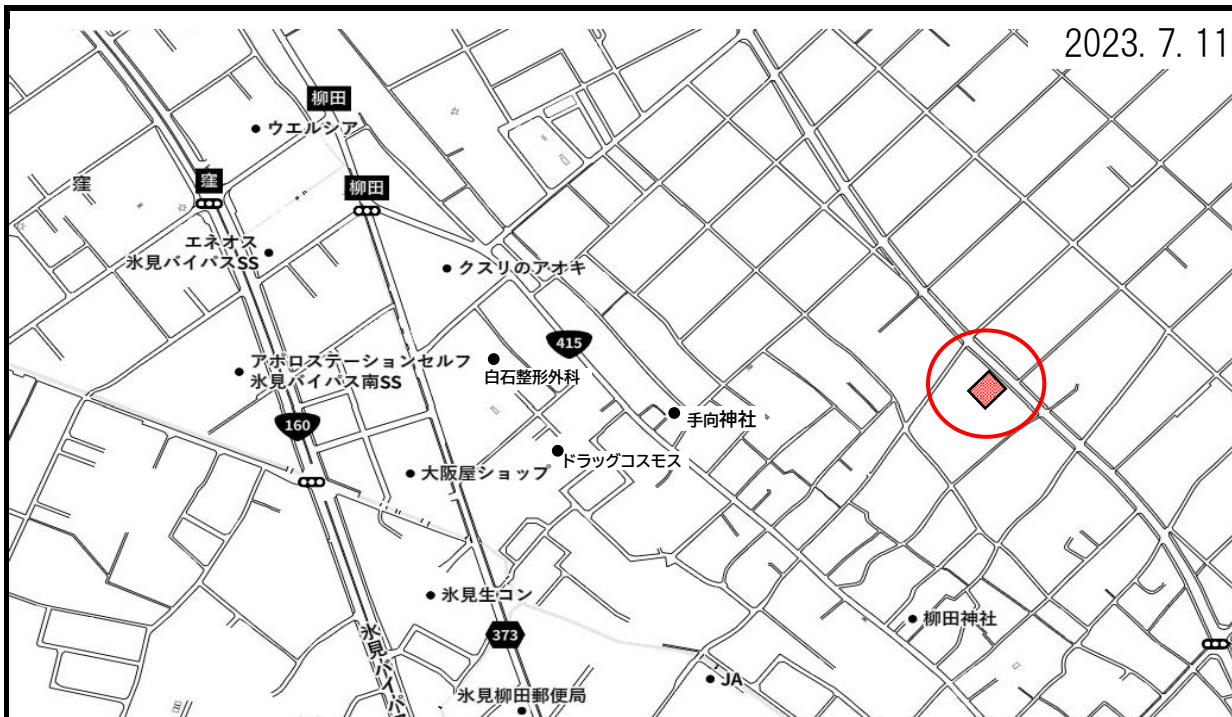 2023. 7. 11
柳田
ウエルシア
窪
窪
柳田
エネオス
氷見バイパスSS
クスリのアオキ
415
アポロステーションセルフ
氷見バイパス南SS
白石整形外科
160
手向神社
ドラッグコスモス
大阪屋ショップ
氷見生コン
柳田神社
373
氷見バイパス
JA
氷見柳田郵便局